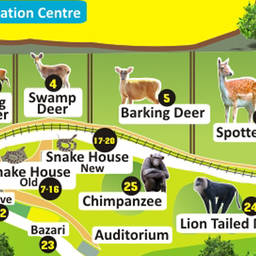 ation Centre
4
Swamp
Deer
5
Barking Deer
Spotte
er
17-20
Snake House
New
nake House
Old
7-16
25
Chimpanzee
24
Lion Tailed
ve
Bazari
23
Auditorium